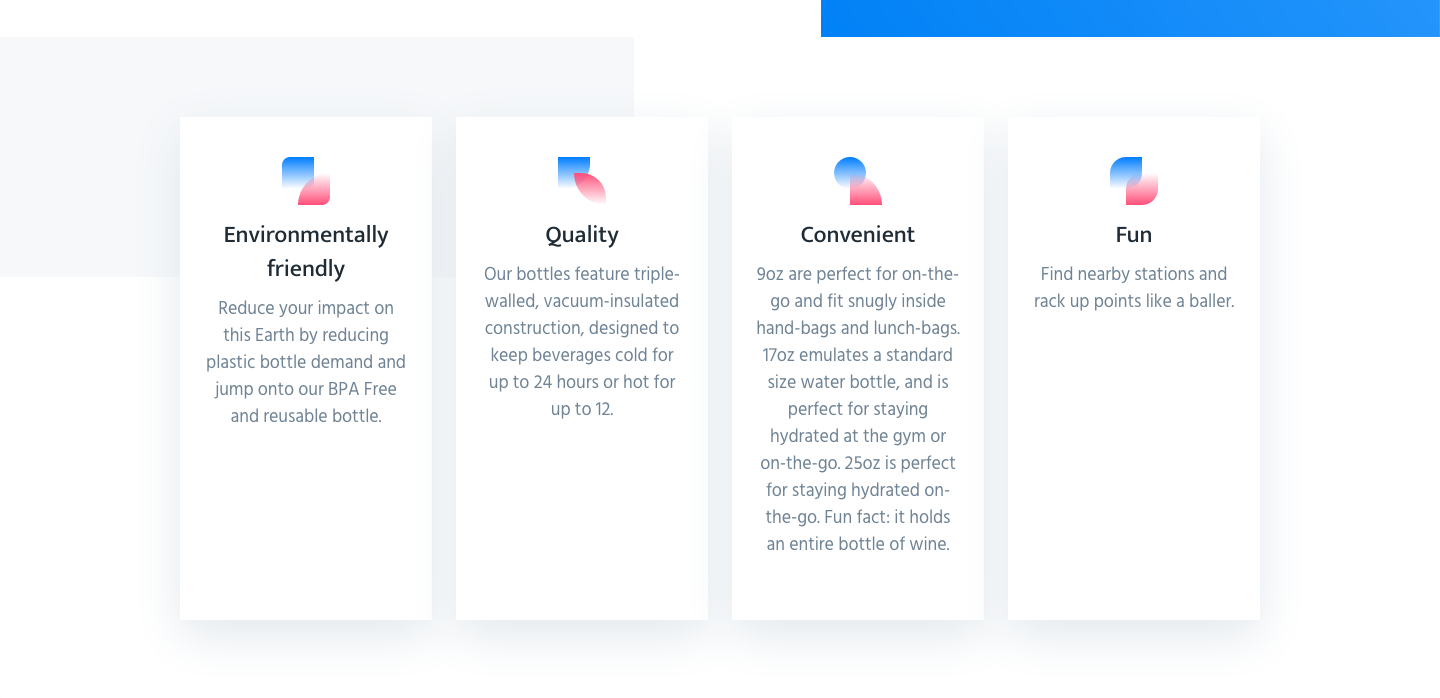 Environmentally
friendly
Reduce your impact on
this Earth by reducing
plastic bottle demand and
jump onto our BPA Free
and reusable bottle.
Quality
Our bottles feature triple-
walled, vacuum-insulated
construction, designed to
keep beverages cold for
up to 24 hours or hot for
up to 12.
Convenient
9oz are perfect for on-the-
go and fit snugly inside
hand-bags and lunch-bags.
17oz emulates a standard
size water bottle, and is
perfect for staying
hydrated at the gym or
on-the-go. 25oz is perfect
for staying hydrated on-
the-go. Fun fact: it holds
an entire bottle of wine.
Fun
Find nearby stations and
rack up points like a baller.